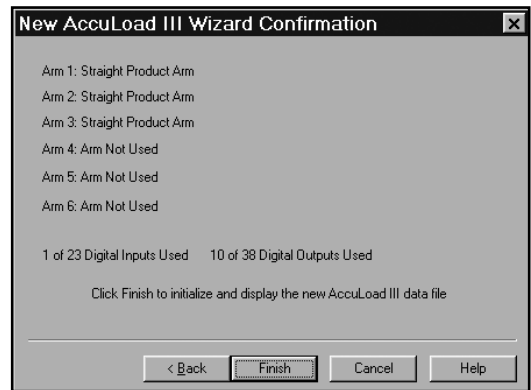 New AccuLoad III Wizard Confirmation
Arm 1: Straight Product Arm
Arm 2: Straight Product Arm
Arm 3: Straight Product Arm
Arm 4: Arm Not Used
Arm 5: Arm Not Used
Arm 6: Arm Not Used
1 of 23 Digital Inputs Used 10 of 38 Digital Outputs Used
Click Finish to initialize and display the new AccuLoad III data file
< Back Finish Cancel Help